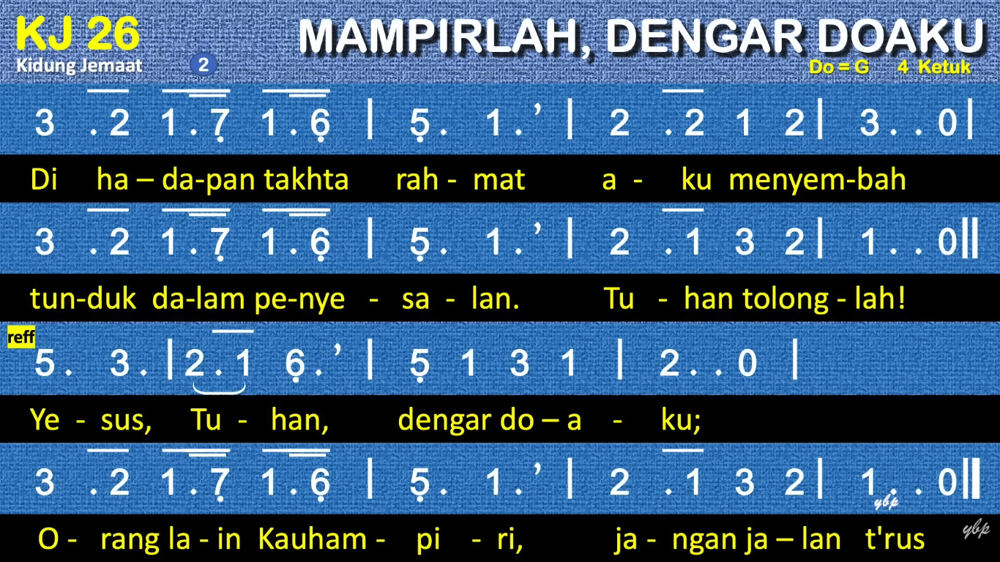 KJ 26 MAMPIRLAH, DENGAR DOAKU
Kidung Jemaat 2 Do = G 4 Ketuk
3 . 2 1 . 7̣ 1 . 6̣ | 5̣ . 1 . ’ | 2 . 2 1 2 | 3 . . 0 |
Di ha – da-pan takhta rah - mat a - ku menyem-bah
3 . 2 1 . 7̣ 1 . 6̣ | 5̣ . 1 . ’ | 2 . 1 3 2 | 1 . . 0 ||
tun-duk da-lam pe-nye - sa - lan. Tu - han tolong - lah!
reff
5 . 3 . | 2 . 1 6̣ . ’ | 5̣ 1 3 1 | 2 . . 0 |
Ye - sus, Tu - han, dengar do – a - ku;
3 . 2 1 . 7̣ 1 . 6̣ | 5̣ . 1 . ’ | 2 . 1 3 2 | 1 . . 0 ||
ybp
O - rang la - in Kauham - pi - ri, ja - ngan ja – lan t'rus
ybp